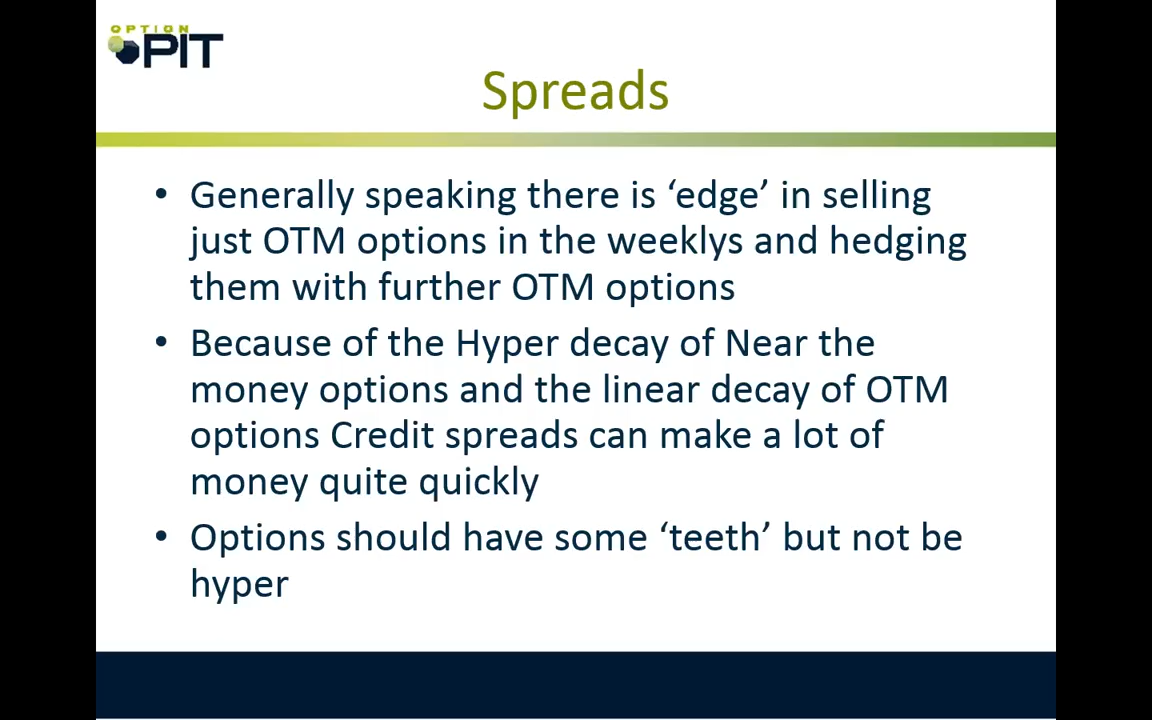 OPTION
PIT
Spreads
• Generally speaking there is ‘edge’ in selling
just OTM options in the weeklys and hedging
them with further OTM options
• Because of the Hyper decay of Near the
money options and the linear decay of OTM
options Credit spreads can make a lot of
money quite quickly
• Options should have some ‘teeth’ but not be
hyper